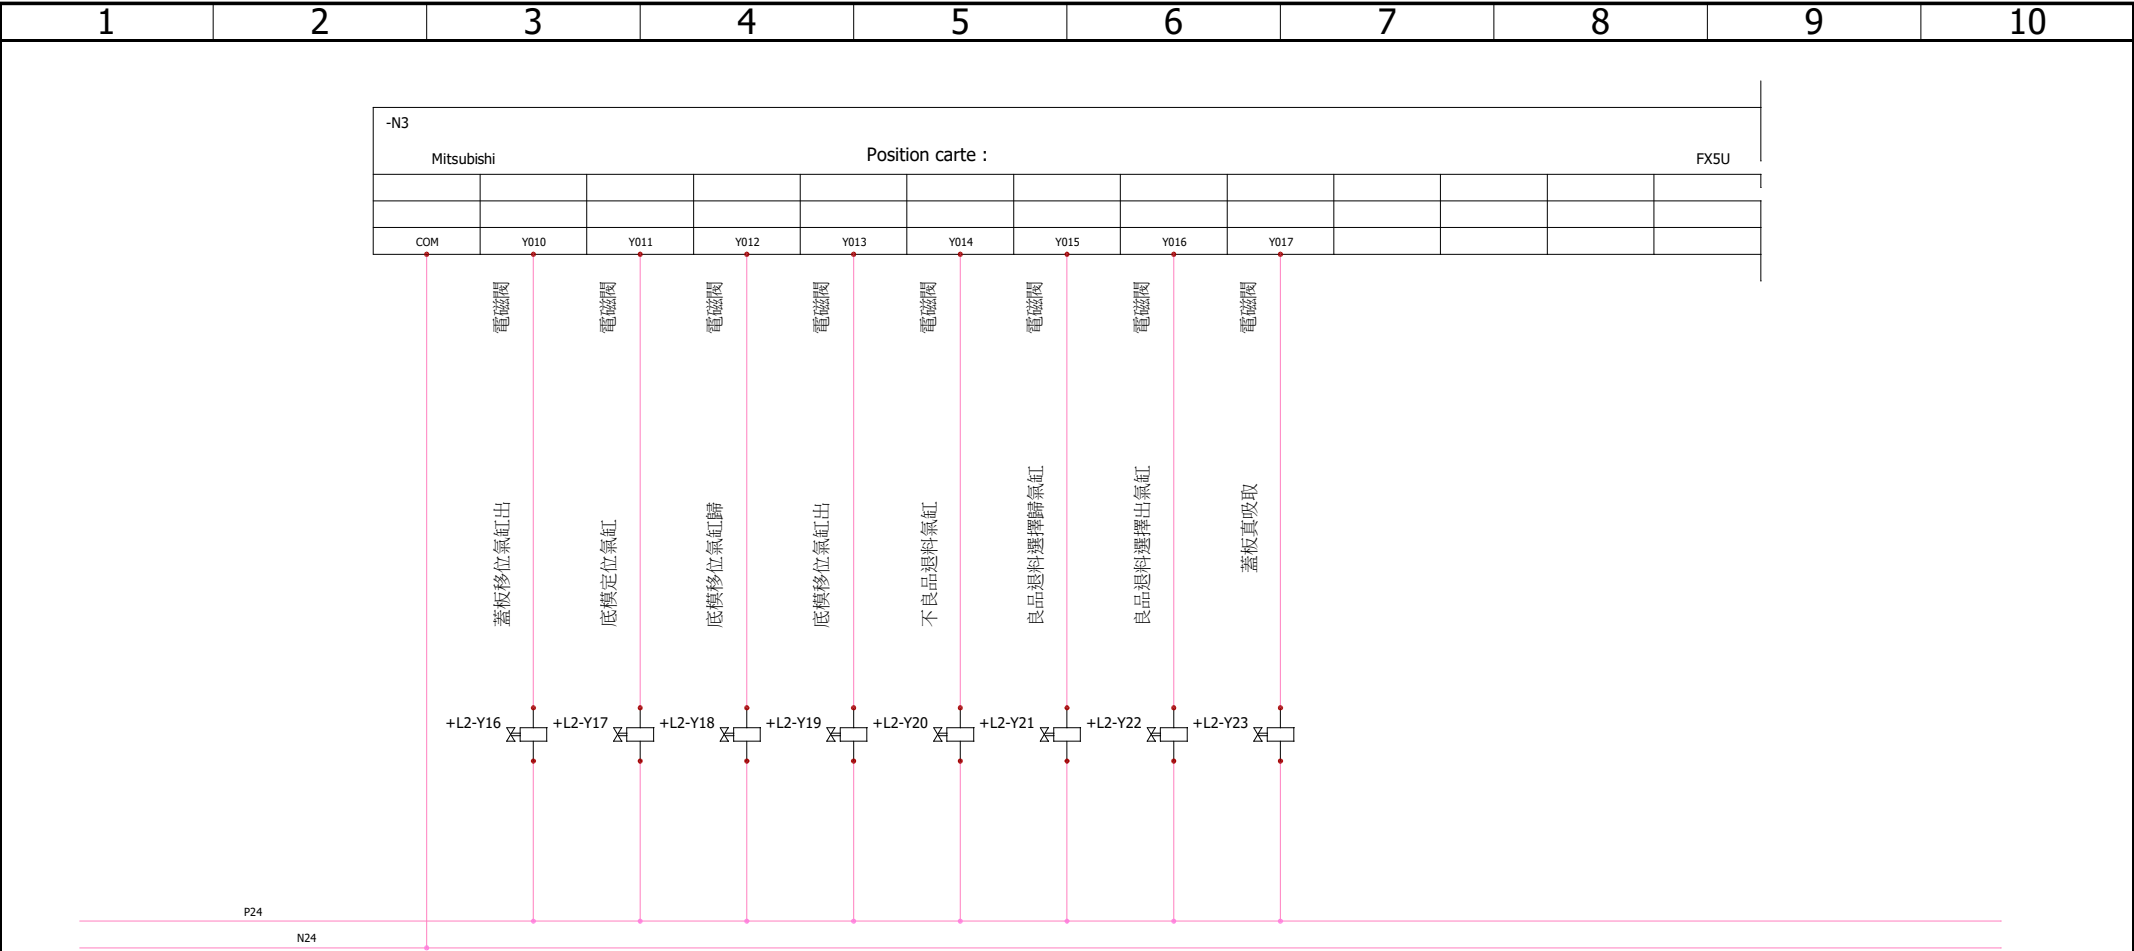 1 2 3 4 5 6 7 8 9 10
-N3
Mitsubishi Position carte : FX5U
COM Y010 Y011 Y012 Y013 Y014 Y015 Y016 Y017
電磁閥 電磁閥 電磁閥 電磁閥 電磁閥 電磁閥 電磁閥 電磁閥
蓋板移位氣缸出
底模定位氣缸
底模移位氣缸歸
底模移位氣缸出
不良品退料氣缸
良品退料選擇歸氣缸
良品退料選擇出氣缸
蓋板真吸取
+L2-Y16 +L2-Y17 +L2-Y18 +L2-Y19 +L2-Y20 +L2-Y21 +L2-Y22 +L2-Y23
P24
N24